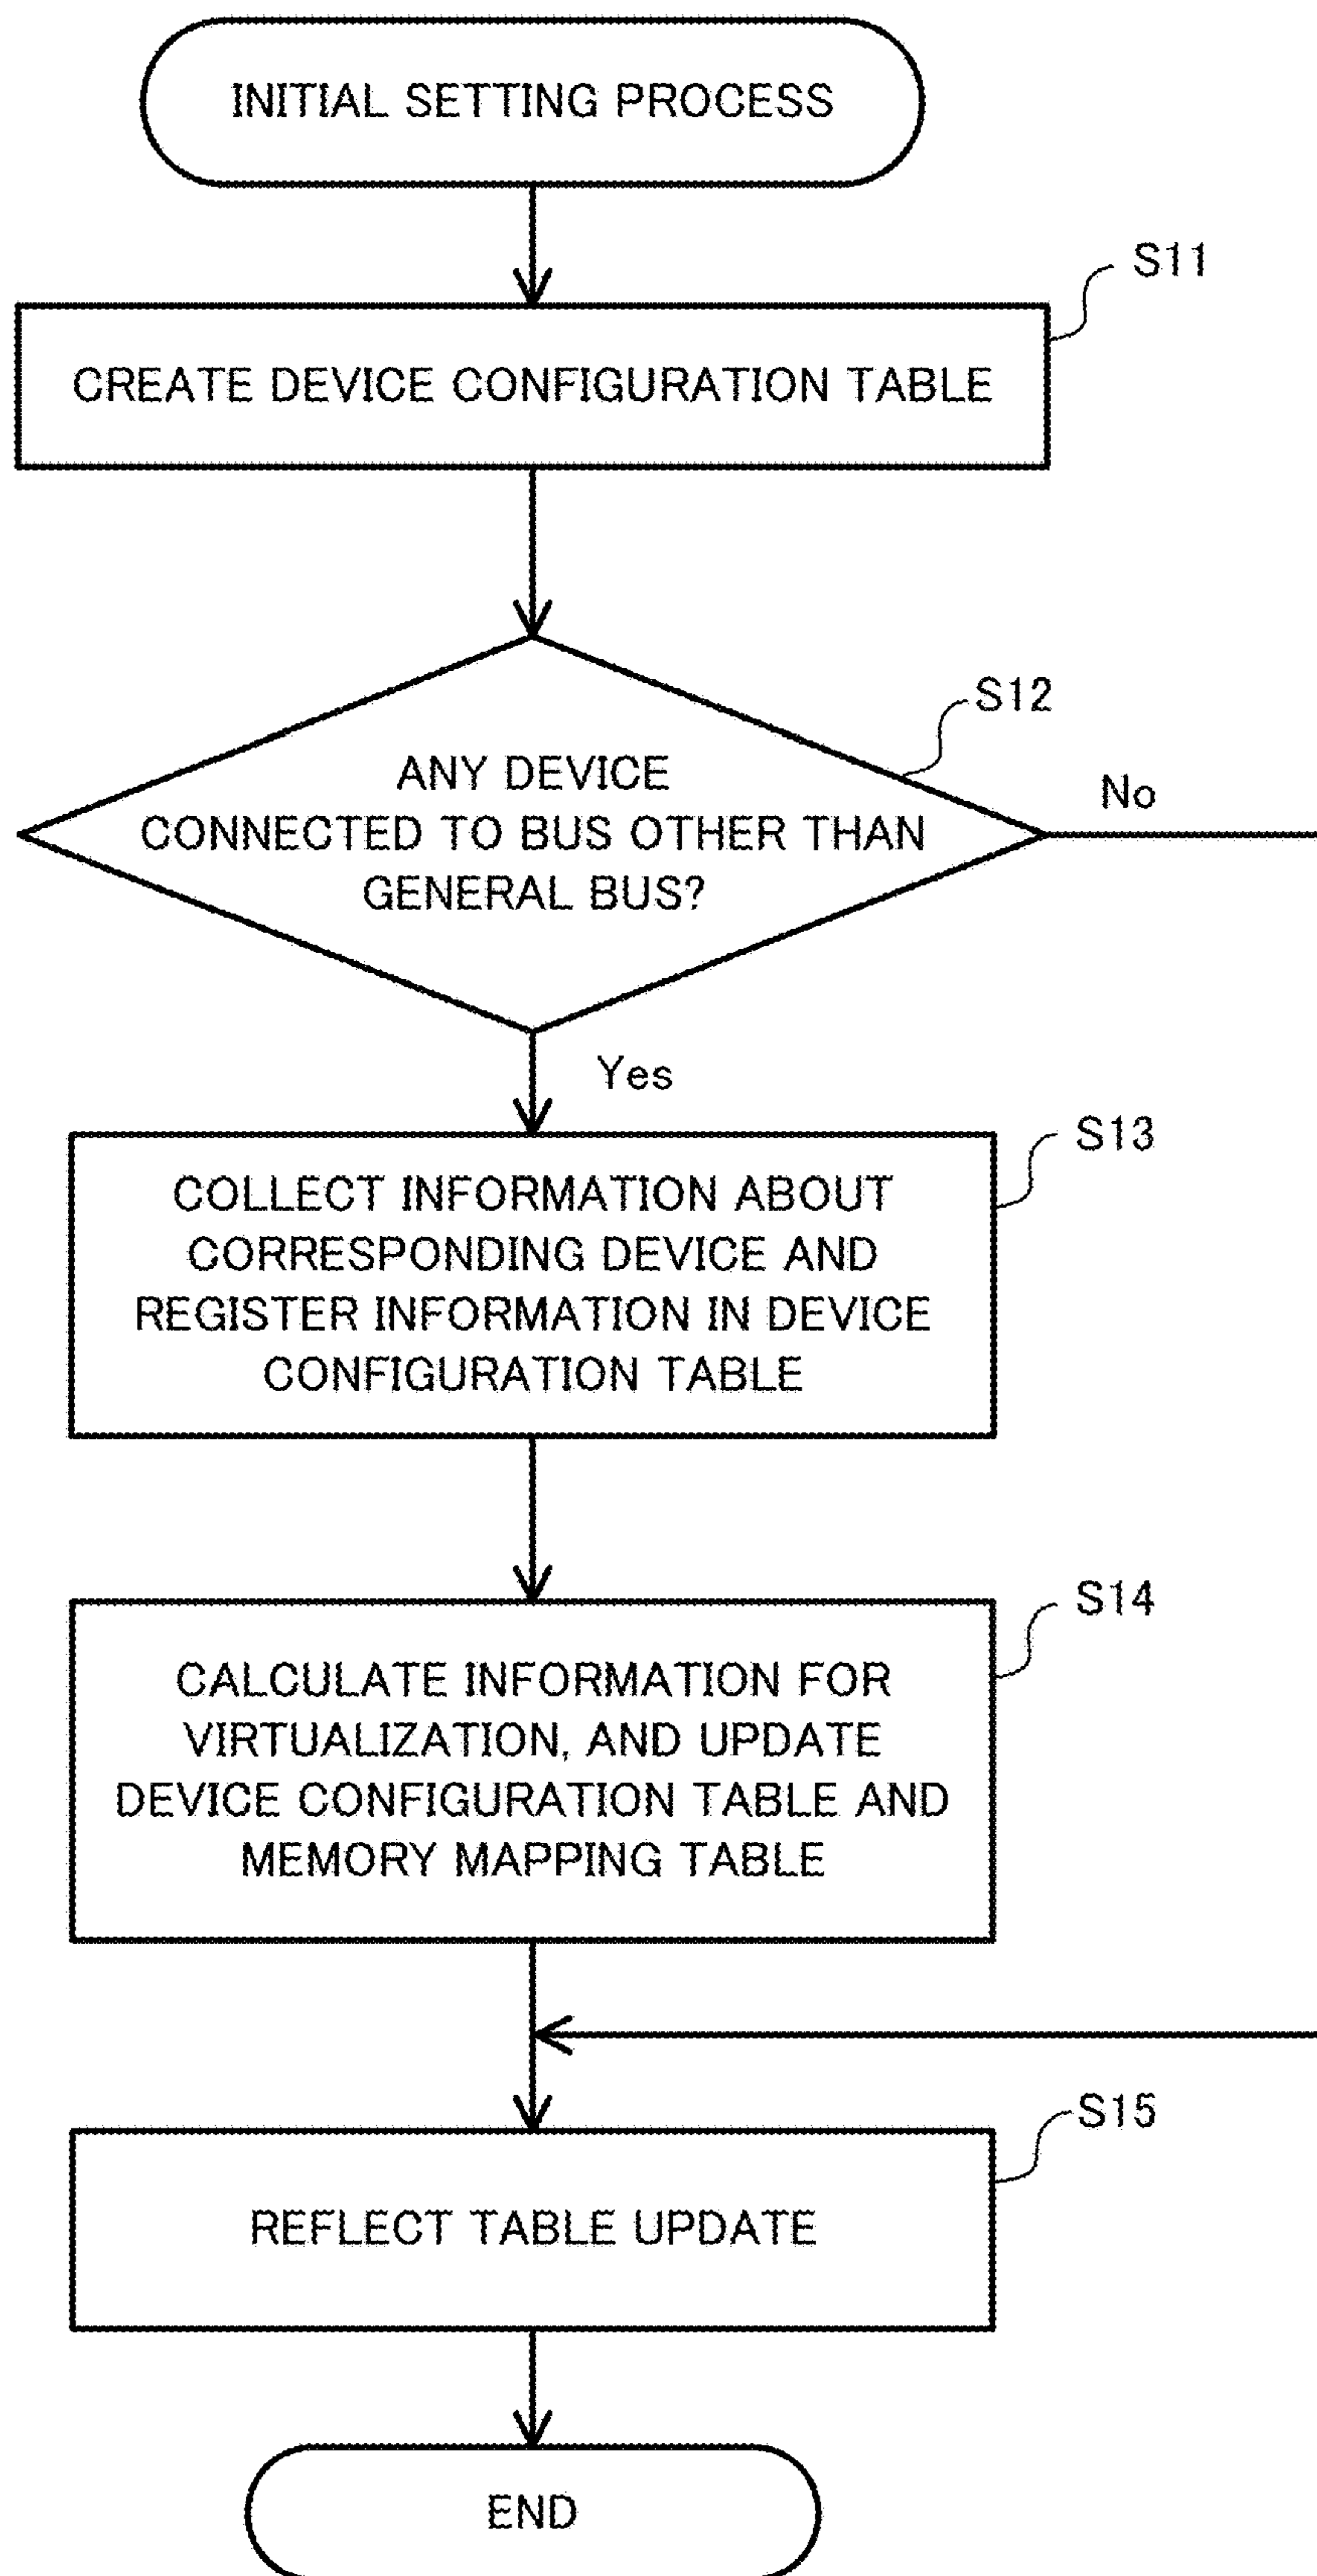 INITIAL SETTING PROCESS
S11
CREATE DEVICE CONFIGURATION TABLE
S12
ANY DEVICE
CONNECTED TO BUS OTHER THAN
GENERAL BUS?
No
Yes
S13
COLLECT INFORMATION ABOUT
CORRESPONDING DEVICE AND
REGISTER INFORMATION IN DEVICE
CONFIGURATION TABLE
S14
CALCULATE INFORMATION FOR
VIRTUALIZATION, AND UPDATE
DEVICE CONFIGURATION TABLE AND
MEMORY MAPPING TABLE
S15
REFLECT TABLE UPDATE
END